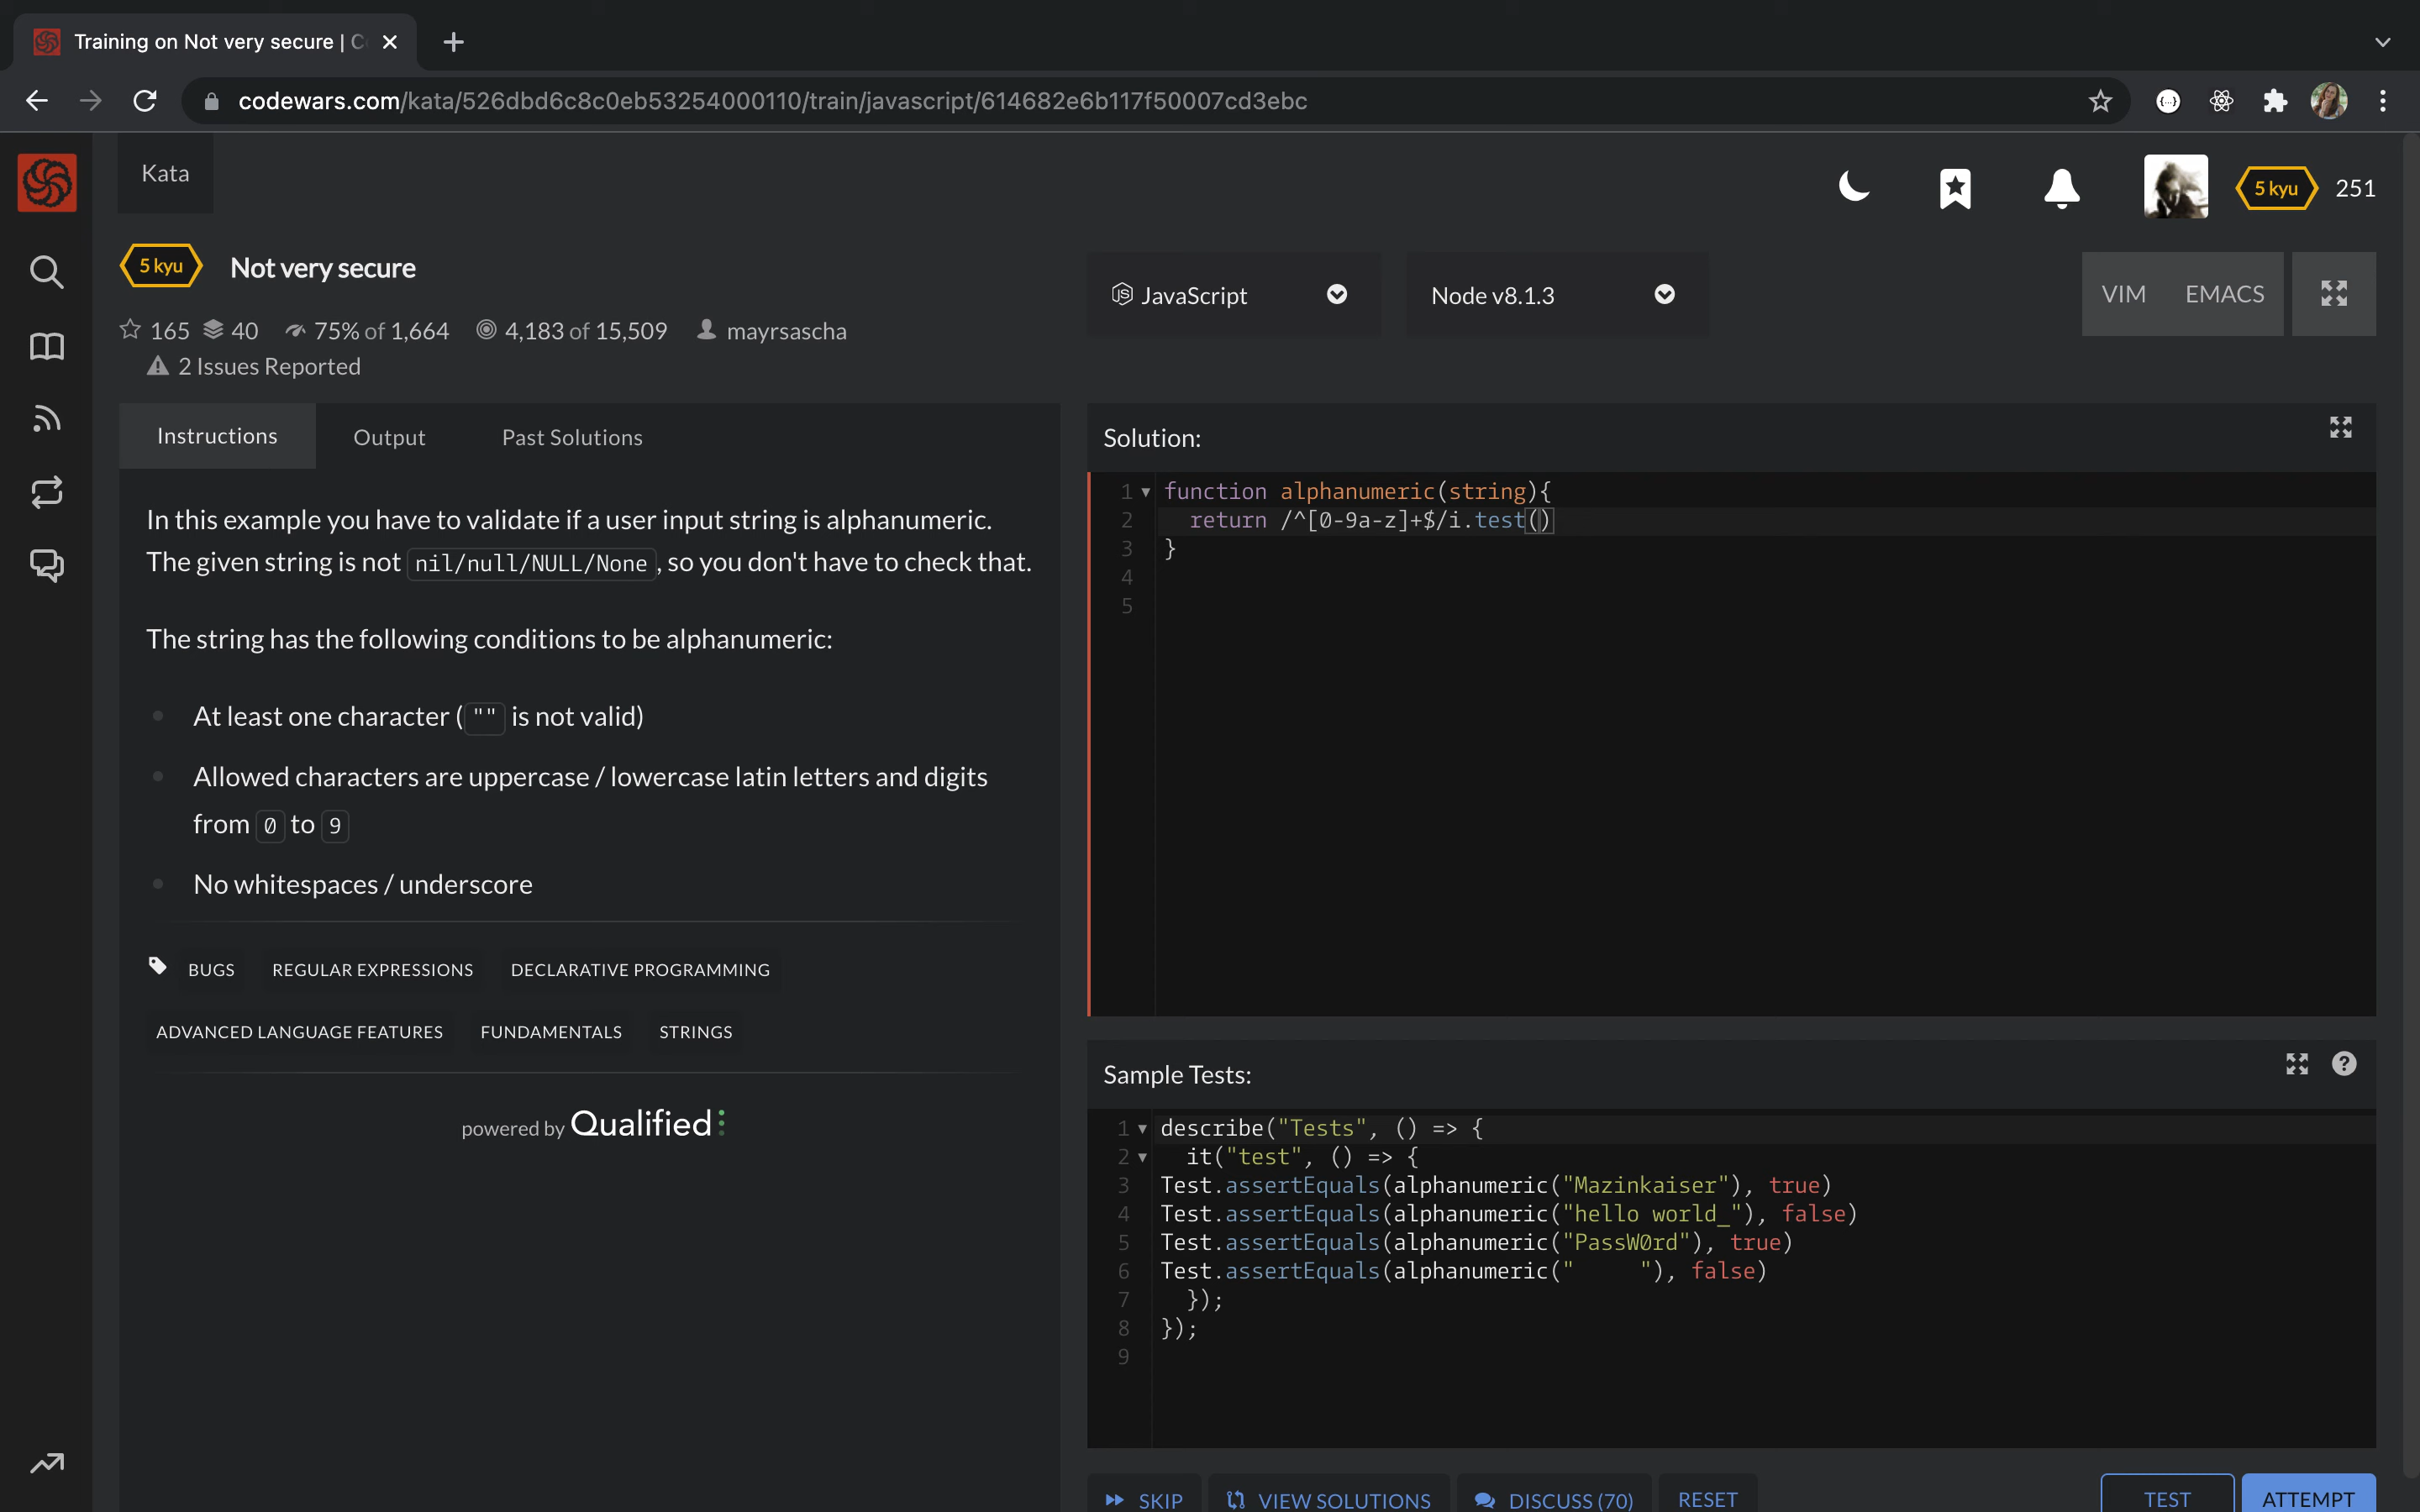 Training on Not very secure | C
codewars.com/kata/526dbd6c8c0eb53254000110/train/javascript/614682e6b117f50007cd3ebc
Kata
5 kyu 251
5 kyu Not very secure
165 40 75% of 1,664 4,183 of 15,509 mayrsascha
2 Issues Reported
JavaScript
Node v8.1.3
VIM EMACS
Instructions Output Past Solutions
In this example you have to validate if a user input string is alphanumeric.
The given string is not nil/null/NULL/None, so you don't have to check that.
The string has the following conditions to be alphanumeric:
At least one character ("" is not valid)
Allowed characters are uppercase / lowercase latin letters and digits
from 0 to 9
No whitespaces / underscore
BUGS REGULAR EXPRESSIONS DECLARATIVE PROGRAMMING
ADVANCED LANGUAGE FEATURES FUNDAMENTALS STRINGS
powered by Qualified
Solution:
1 function alphanumeric(string){
2 return /^[0-9a-z]+$/i.test()
3 }
4
5
Sample Tests:
1 describe("Tests", () => {
2 it("test", () => {
3 Test.assertEquals(alphanumeric("Mazinkaiser"), true)
4 Test.assertEquals(alphanumeric("hello world_"), false)
5 Test.assertEquals(alphanumeric("PassW0rd"), true)
6 Test.assertEquals(alphanumeric("     "), false)
7 });
8 });
9
SKIP VIEW SOLUTIONS DISCUSS (70) RESET TEST ATTEMPT